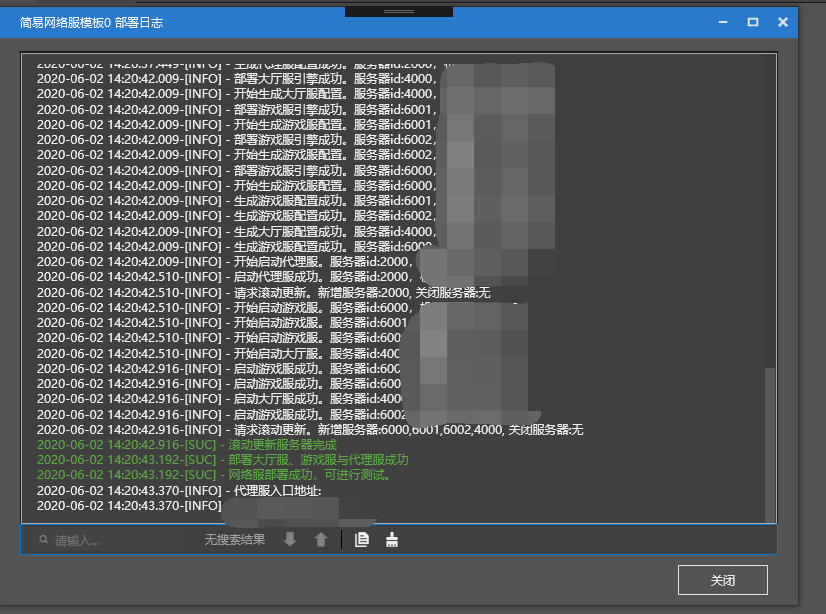 简易网络服模板0 部署日志
2020-06-02 14:20:37.449-[INFO] - 生成代理服配置成功。服务器id:2000,
2020-06-02 14:20:42.009-[INFO] - 部署大厅服引擎成功。服务器id:4000,
2020-06-02 14:20:42.009-[INFO] - 开始生成大厅服配置。服务器id:4000,
2020-06-02 14:20:42.009-[INFO] - 部署游戏服引擎成功。服务器id:6001,
2020-06-02 14:20:42.009-[INFO] - 开始生成游戏服配置。服务器id:6001,
2020-06-02 14:20:42.009-[INFO] - 部署游戏服引擎成功。服务器id:6002,
2020-06-02 14:20:42.009-[INFO] - 开始生成游戏服配置。服务器id:6002,
2020-06-02 14:20:42.009-[INFO] - 部署游戏服引擎成功。服务器id:6000,
2020-06-02 14:20:42.009-[INFO] - 开始生成游戏服配置。服务器id:6000,
2020-06-02 14:20:42.009-[INFO] - 生成游戏服配置成功。服务器id:6001,
2020-06-02 14:20:42.009-[INFO] - 生成游戏服配置成功。服务器id:6002,
2020-06-02 14:20:42.009-[INFO] - 生成大厅服配置成功。服务器id:4000,
2020-06-02 14:20:42.009-[INFO] - 生成游戏服配置成功。服务器id:6000
2020-06-02 14:20:42.009-[INFO] - 开始启动代理服。服务器id:2000,
2020-06-02 14:20:42.510-[INFO] - 启动代理服成功。服务器id:2000,
2020-06-02 14:20:42.510-[INFO] - 请求滚动更新。新增服务器:2000, 关闭服务器:无
2020-06-02 14:20:42.510-[INFO] - 开始启动游戏服。服务器id:6000,
2020-06-02 14:20:42.510-[INFO] - 开始启动游戏服。服务器id:6001
2020-06-02 14:20:42.510-[INFO] - 开始启动游戏服。服务器id:600
2020-06-02 14:20:42.510-[INFO] - 开始启动大厅服。服务器id:400
2020-06-02 14:20:42.916-[INFO] - 启动游戏服成功。服务器id:600
2020-06-02 14:20:42.916-[INFO] - 启动游戏服成功。服务器id:600
2020-06-02 14:20:42.916-[INFO] - 启动大厅服成功。服务器id:400
2020-06-02 14:20:42.916-[INFO] - 启动游戏服成功。服务器id:6002
2020-06-02 14:20:42.916-[INFO] - 请求滚动更新。新增服务器:6000,6001,6002,4000, 关闭服务器:无
2020-06-02 14:20:42.916-[SUC] - 滚动更新服务器完成
2020-06-02 14:20:43.192-[SUC] - 部署大厅服、游戏服与代理服成功
2020-06-02 14:20:43.192-[SUC] - 网络服部署成功，可进行测试。
2020-06-02 14:20:43.370-[INFO] - 代理服入口地址:
2020-06-02 14:20:43.370-[INFO]
请输入...
无搜索结果
关闭